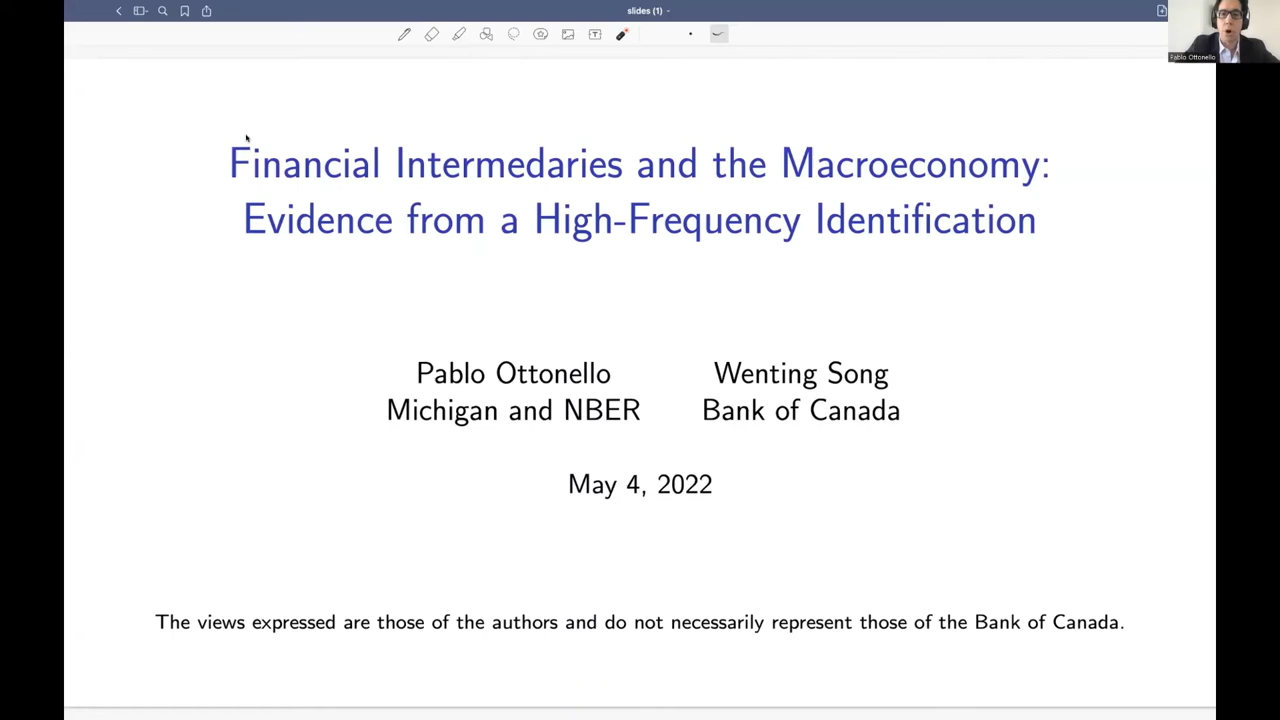 slides (1)
Pablo Ottonello
Financial Intermedaries and the Macroeconomy:
Evidence from a High-Frequency Identification
Pablo Ottonello
Wenting Song
Michigan and NBER
Bank of Canada
May 4, 2022
The views expressed are those of the authors and do not necessarily represent those of the Bank of Canada.